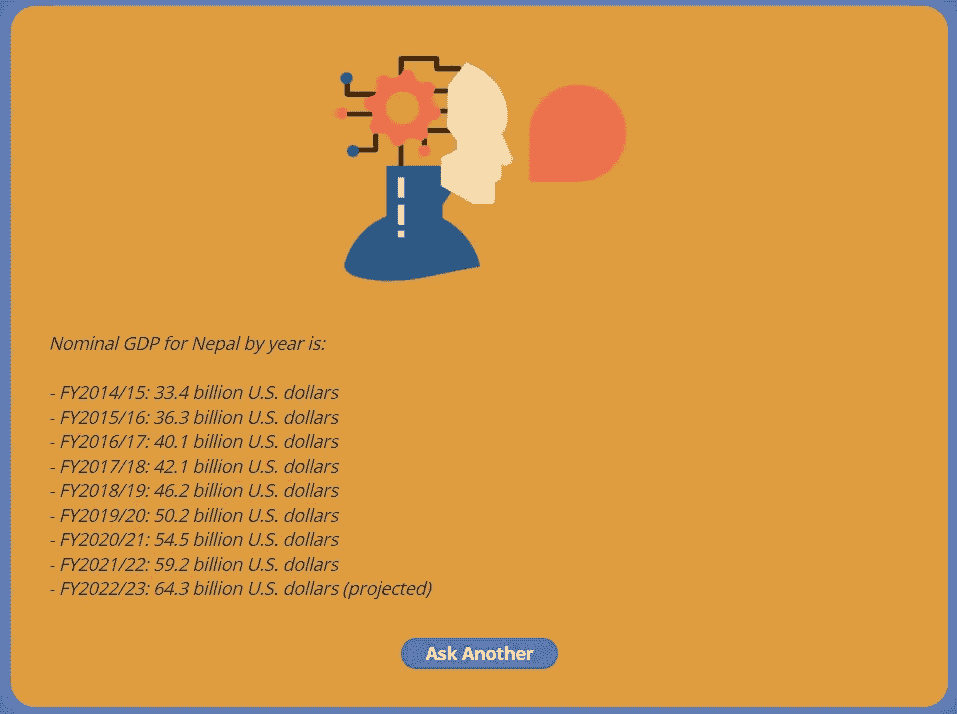 Nominal GDP for Nepal by year is:
- FY2014/15: 33.4 billion U.S. dollars
- FY2015/16: 36.3 billion U.S. dollars
- FY2016/17: 40.1 billion U.S. dollars
- FY2017/18: 42.1 billion U.S. dollars
- FY2018/19: 46.2 billion U.S. dollars
- FY2019/20: 50.2 billion U.S. dollars
- FY2020/21: 54.5 billion U.S. dollars
- FY2021/22: 59.2 billion U.S. dollars
- FY2022/23: 64.3 billion U.S. dollars (projected)
Ask Another